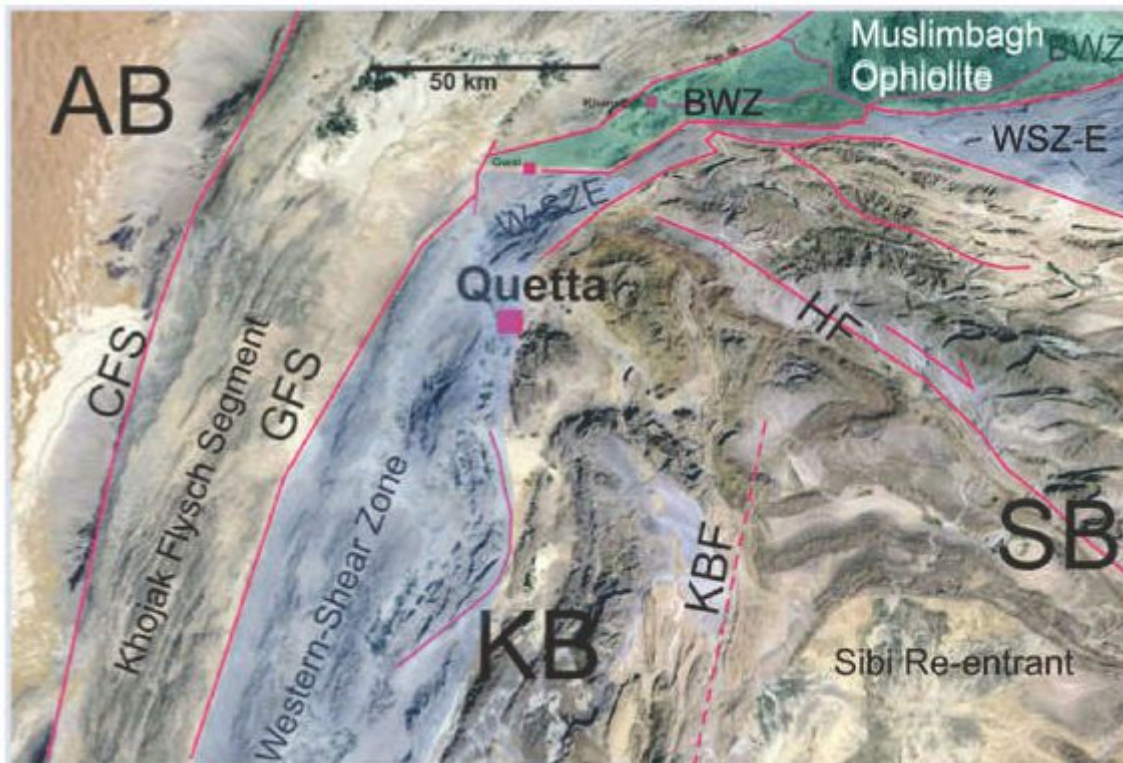 AB
50 km
Muslimbagh
Ophiolite
BWZ
BWZ
WSZ-E
W-SZE
Quetta
CFS
Khojak Flysch Segment
GFS
Western-Shear Zone
HF
KBF
SB
KB
Sibi Re-entrant